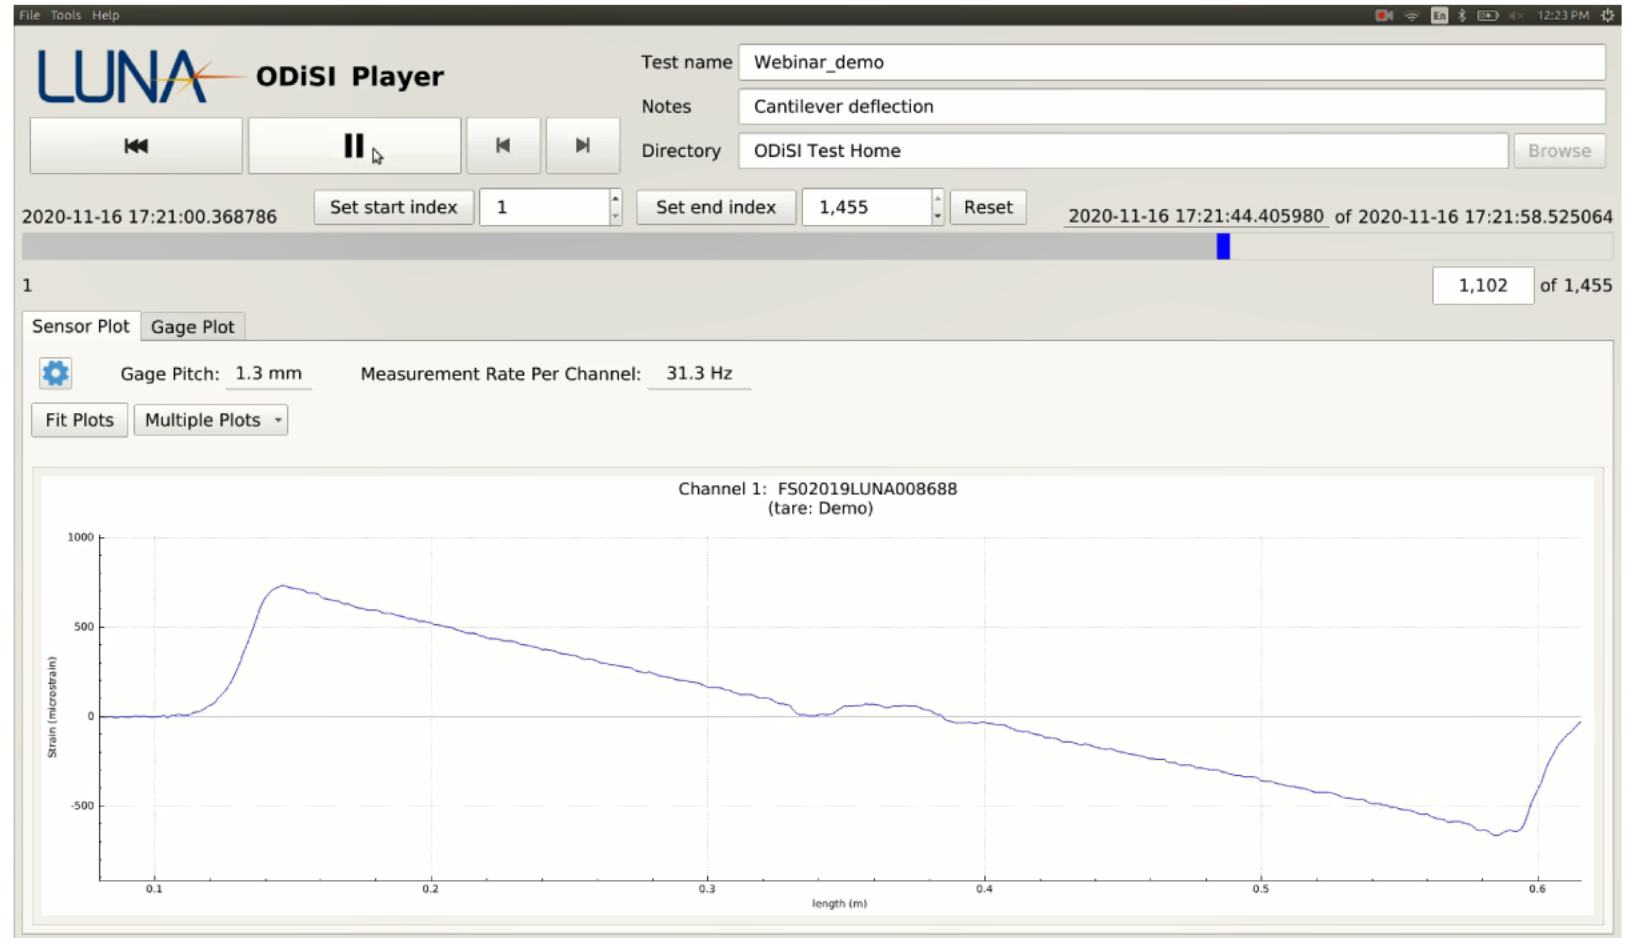 File Tools Help
En 12:23 PM
LUNA ODiSI Player
Test name Webinar_demo
Notes Cantilever deflection
Directory ODiSI Test Home Browse
2020-11-16 17:21:00.368786 Set start index 1 Set end index 1,455 Reset 2020-11-16 17:21:44.405980 of 2020-11-16 17:21:58.525064
1 1,102 of 1,455
Sensor Plot Gage Plot
Gage Pitch: 1.3 mm Measurement Rate Per Channel: 31.3 Hz
Fit Plots Multiple Plots
Channel 1: FS02019LUNA008688
(tare: Demo)
1000
500
0
-500
Strain (microstrain)
0.1 0.2 0.3 0.4 0.5 0.6
length (m)